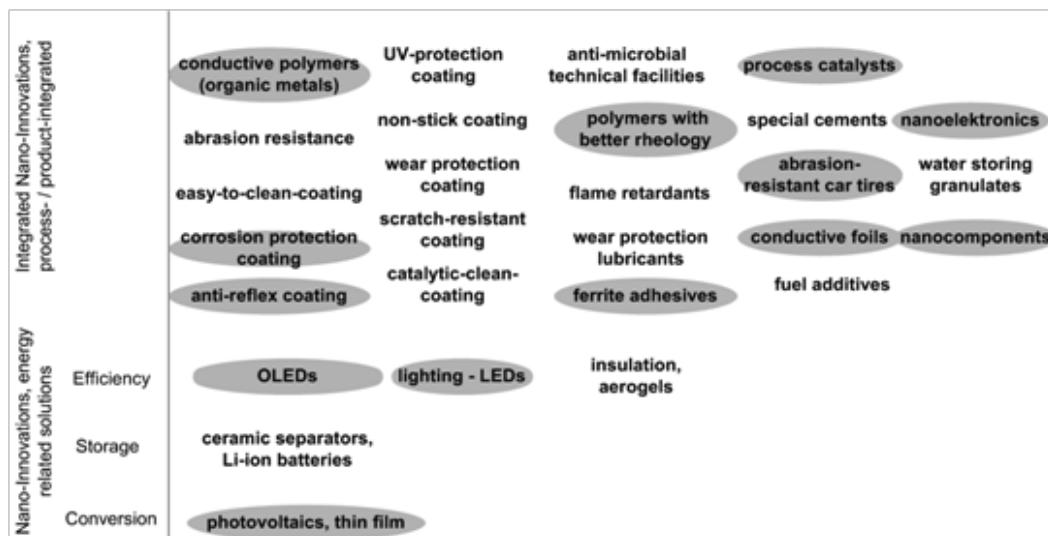 Integrated Nano-Innovations,
process- / product-integrated
conductive polymers
(organic metals)
abrasion resistance
easy-to-clean-coating
corrosion protection
coating
anti-reflex coating
UV-protection
coating
non-stick coating
wear protection
coating
scratch-resistant
coating
catalytic-clean-
coating
anti-microbial
technical facilities
polymers with
better rheology
flame retardants
wear protection
lubricants
ferrite adhesives
process catalysts
special cements
abrasion-
resistant car tires
conductive foils
fuel additives
nanoelektronics
water storing
granulates
nanocomponents
Nano-Innovations, energy
related solutions
Efficiency
OLEDs
lighting - LEDs
insulation,
aerogels
Storage
ceramic separators,
Li-ion batteries
Conversion
photovoltaics, thin film